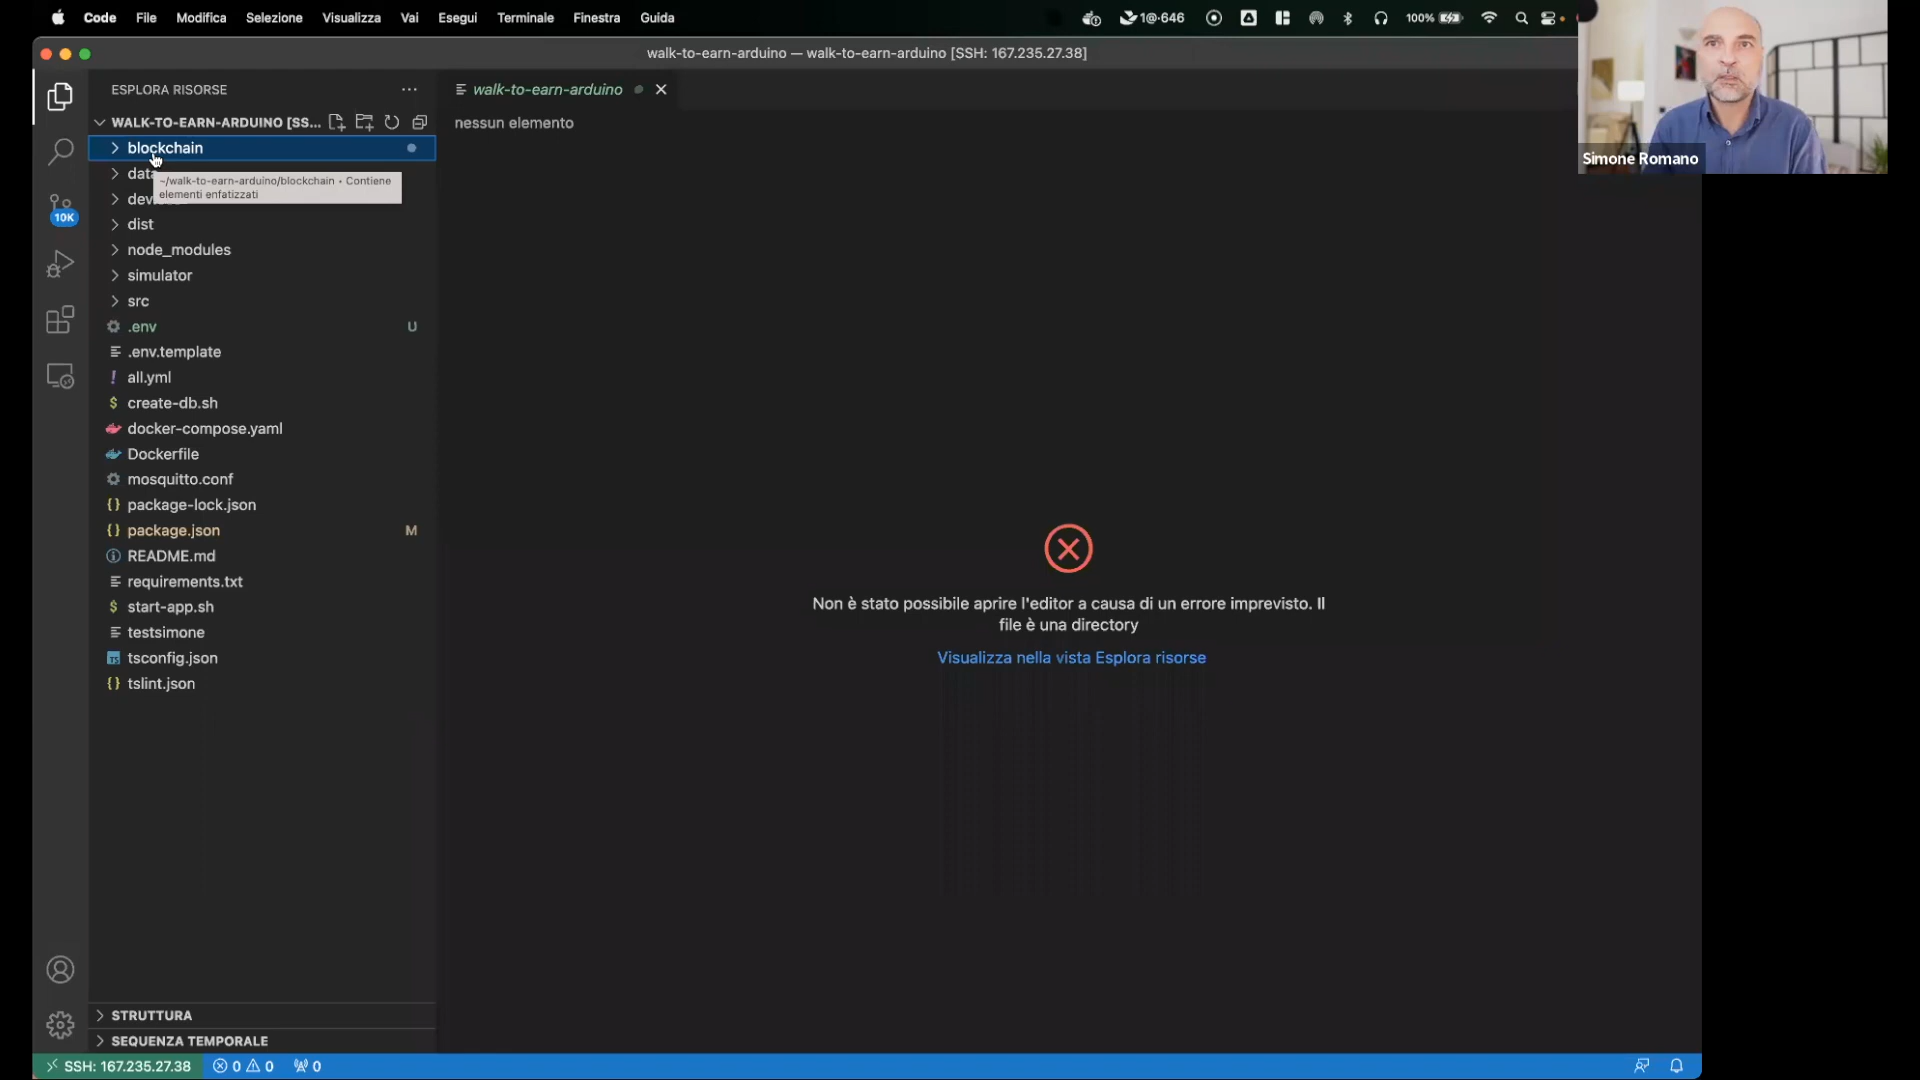 Code File Modifica Selezione Visualizza Vai Esegui Terminale Finestra Guida 1@·646 100%
walk-to-earn-arduino — walk-to-earn-arduino [SSH: 167.235.27.38]
Simone Romano
ESPLORA RISORSE
walk-to-earn-arduino
WALK-TO-EARN-ARDUINO [SS...
nessun elemento
blockchain
data
~/walk-to-earn-arduino/blockchain • Contiene
elementi enfatizzati
dist
node_modules
simulator
src
.env U
.env.template
all.yml
create-db.sh
docker-compose.yaml
Dockerfile
mosquitto.conf
package-lock.json
package.json M
README.md
requirements.txt
start-app.sh
testsimone
tsconfig.json
tslint.json
10K
Non è stato possibile aprire l'editor a causa di un errore imprevisto. Il
file è una directory
Visualizza nella vista Esplora risorse
STRUTTURA
SEQUENZA TEMPORALE
SSH: 167.235.27.38 0 0 0